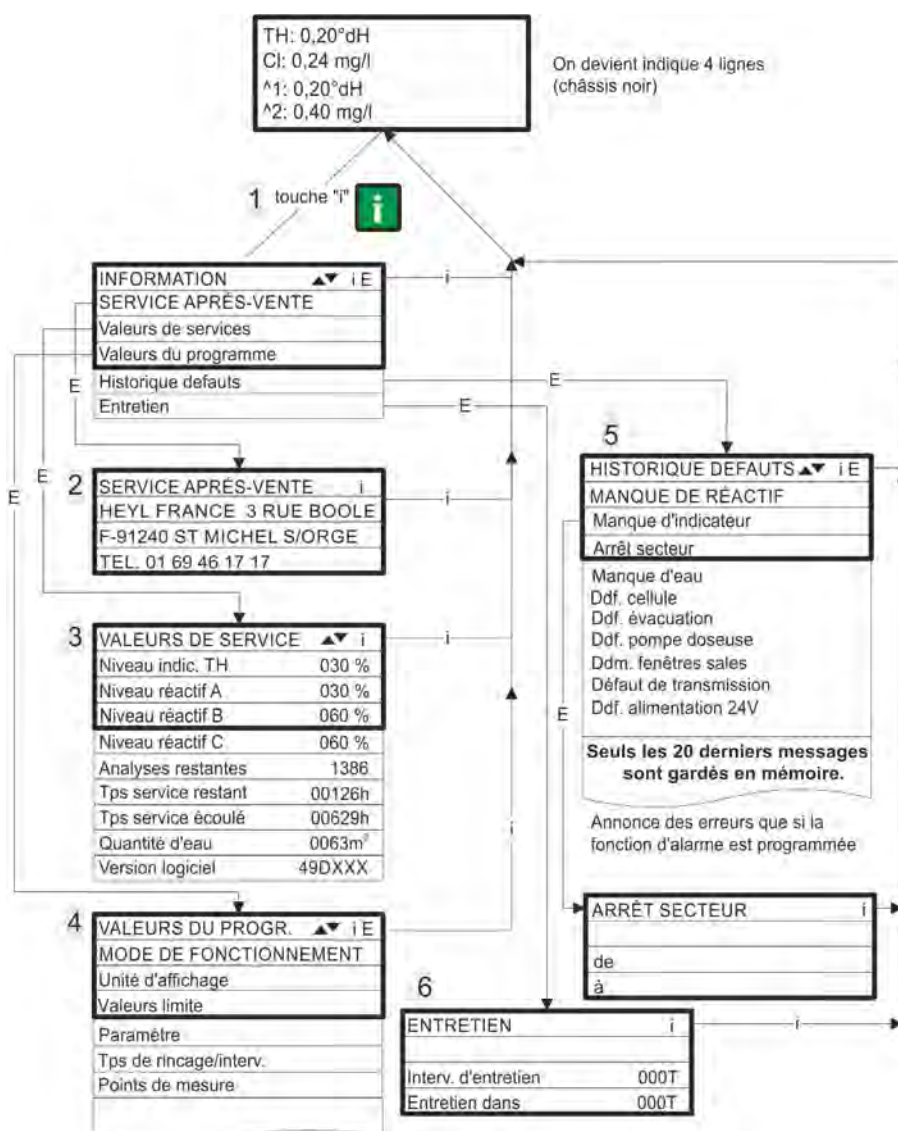 TH: 0,20°dH
Cl: 0,24 mg/l
^1: 0,20°dH
^2: 0,40 mg/l
On devient indique 4 lignes
(châssis noir)
1 touche "i"
i
INFORMATION ▲▼ i E
SERVICE APRÉS-VENTE
Valeurs de services
Valeurs du programme
Historique defauts
Entretien
i
E
E
E
E
E
2
SERVICE APRÉS-VENTE i
HEYL FRANCE 3 RUE BOOLE
F-91240 ST MICHEL S/ORGE
TEL. 01 69 46 17 17
i
3
VALEURS DE SERVICE ▲▼ i
Niveau indic. TH 030 %
Niveau réactif A 030 %
Niveau réactif B 060 %
Niveau réactif C 060 %
Analyses restantes 1386
Tps service restant 00126h
Tps service écoulé 00629h
Quantité d'eau 0063m²
Version logiciel 49DXXX
i
i
4
VALEURS DU PROGR. ▲▼ i E
MODE DE FONCTIONNEMENT
Unité d'affichage
Valeurs limite
Paramétre
Tps de rincage/interv.
Points de mesure
5
HISTORIQUE DEFAUTS ▲▼ i E
MANQUE DE RÉACTIF
Manque d'indicateur
Arrêl secteur
Manque d'eau
Ddf. cellule
Ddf. évacuation
Ddf. pompe doseuse
Ddm. fenêtres sales
Défaut de transmission
Ddf. alimentation 24V
Seuls les 20 derniers messages
sont gardés en mémoire.
Annonce des erreurs que si la
fonction d'alarme est programmée
i
E
ARRÊT SECTEUR i
de
à
6
ENTRETIEN i
Interv. d'entretien 000T
Entretien dans 000T
i